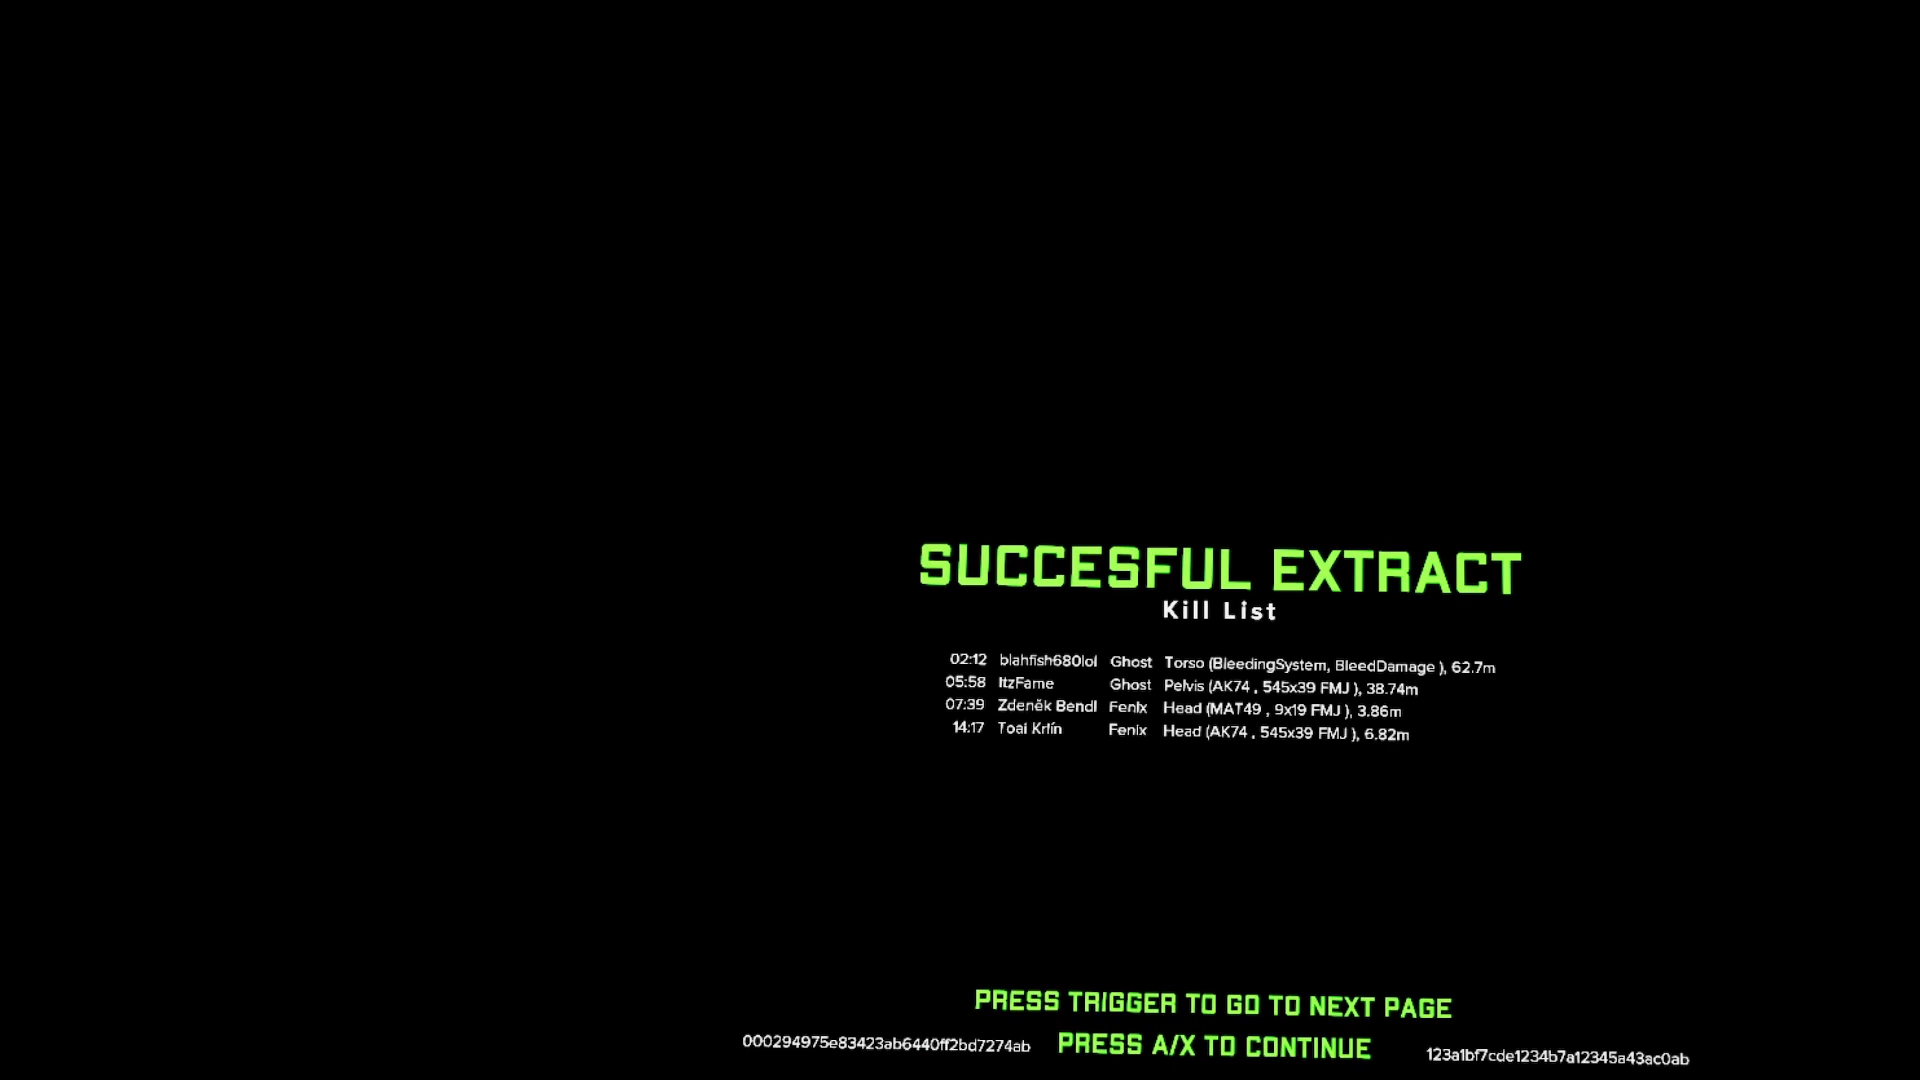 SUCCESFUL EXTRACT
Kill List
02:12 blahfish680lol Ghost Torso (BleedingSystem, BleedDamage ), 62.7m
05:58 ItzFame Ghost Pelvis (AK74 , 545x39 FMJ ), 38.74m
07:39 Zdeněk Bendl Fenix Head (MAT49 , 9x19 FMJ ), 3.86m
14:17 Toai Krlín Fenix Head (AK74 , 545x39 FMJ ), 6.82m
PRESS TRIGGER TO GO TO NEXT PAGE
000294975e83423ab6440ff2bd7274ab PRESS A/X TO CONTINUE 123a1bf7cde1234b7a12345a43ac0ab